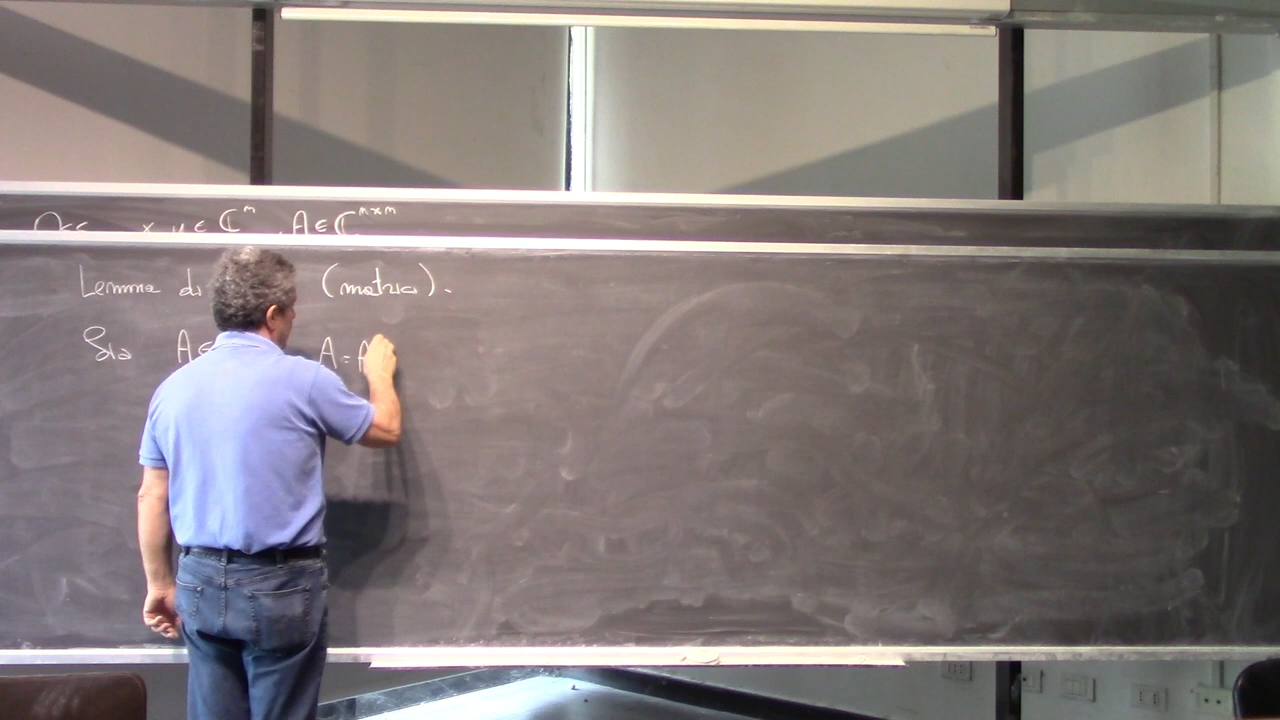 x, y ∈ ℂⁿ, A ∈ ℂⁿˣⁿ
Lemma di (matrici).
Sia A ∈ A = A